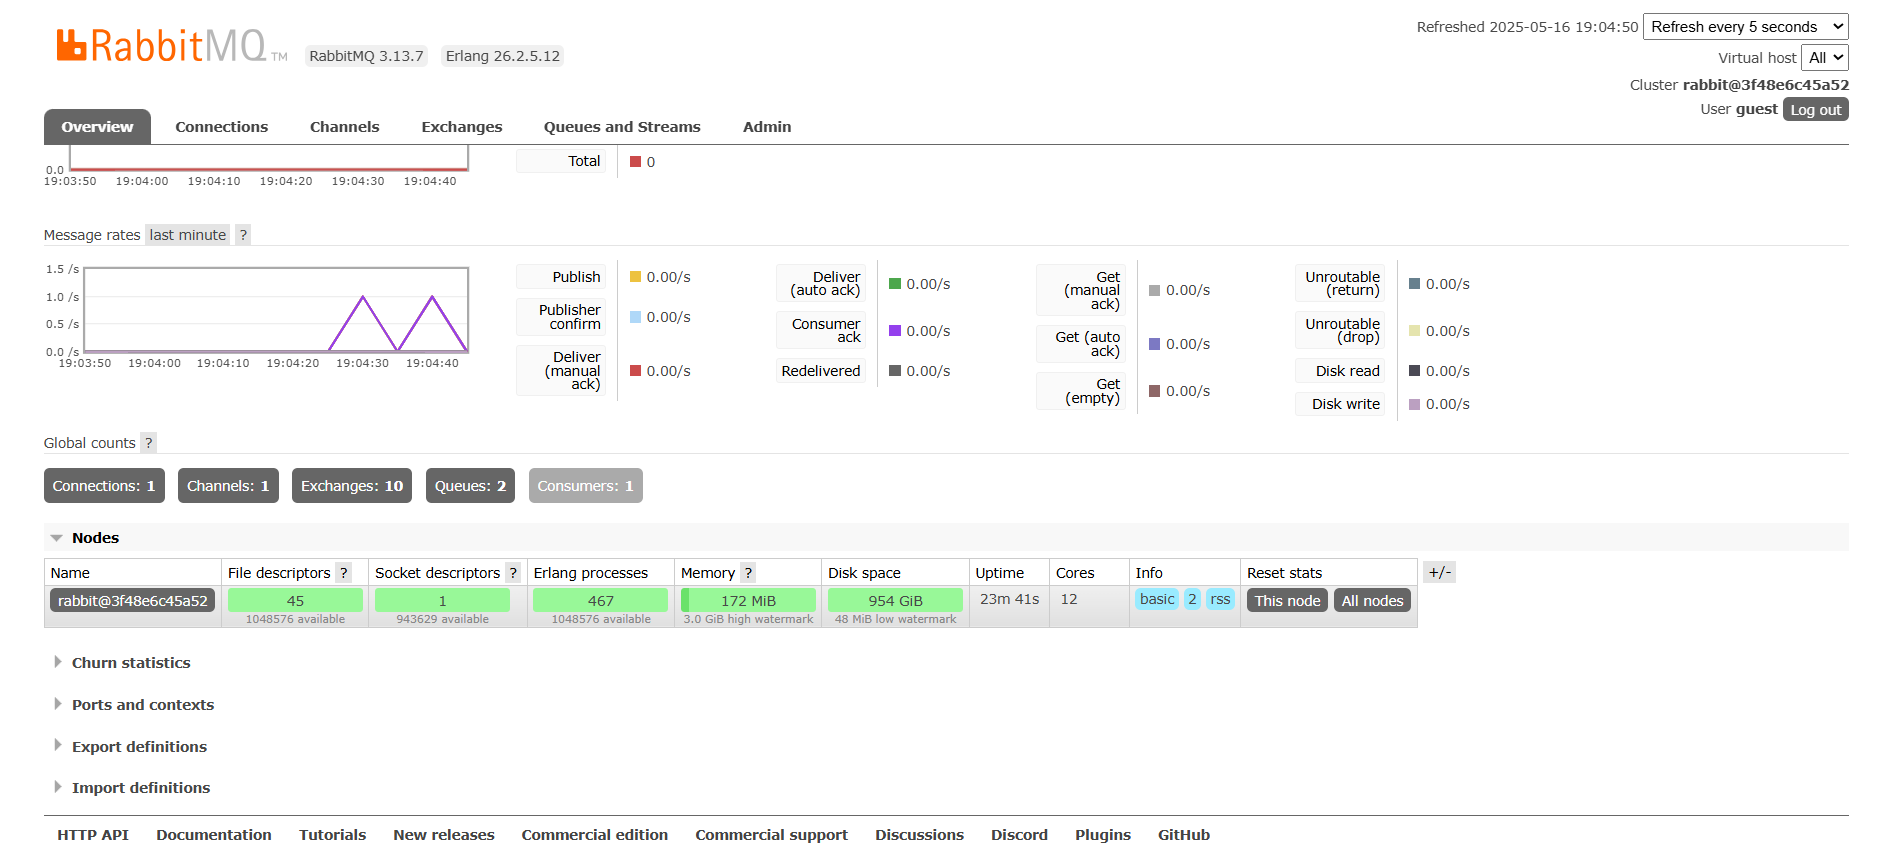 RabbitMQ TM RabbitMQ 3.13.7 Erlang 26.2.5.12
Refreshed 2025-05-16 19:04:50 Refresh every 5 seconds
Virtual host All
Cluster rabbit@3f48e6c45a52
User guest Log out
Overview Connections Channels Exchanges Queues and Streams Admin
0.0
19:03:50 19:04:00 19:04:10 19:04:20 19:04:30 19:04:40
Total 0
Message rates last minute ?
1.5 /s
1.0 /s
0.5 /s
0.0 /s
19:03:50 19:04:00 19:04:10 19:04:20 19:04:30 19:04:40
Publish 0.00/s
Publisher
confirm 0.00/s
Deliver
(manual
ack) 0.00/s
Deliver
(auto ack) 0.00/s
Consumer
ack 0.00/s
Redelivered 0.00/s
Get
(manual
ack) 0.00/s
Get (auto
ack) 0.00/s
Get
(empty) 0.00/s
Unroutable
(return) 0.00/s
Unroutable
(drop) 0.00/s
Disk read 0.00/s
Disk write 0.00/s
Global counts ?
Connections: 1 Channels: 1 Exchanges: 10 Queues: 2 Consumers: 1
Nodes
Name File descriptors ? Socket descriptors ? Erlang processes Memory ? Disk space Uptime Cores Info Reset stats +/-
rabbit@3f48e6c45a52 45 1 467 172 MiB 954 GiB 23m 41s 12 basic 2 rss This node All nodes
1048576 available 943629 available 1048576 available 3.0 GiB high watermark 48 MiB low watermark
Churn statistics
Ports and contexts
Export definitions
Import definitions
HTTP API Documentation Tutorials New releases Commercial edition Commercial support Discussions Discord Plugins GitHub